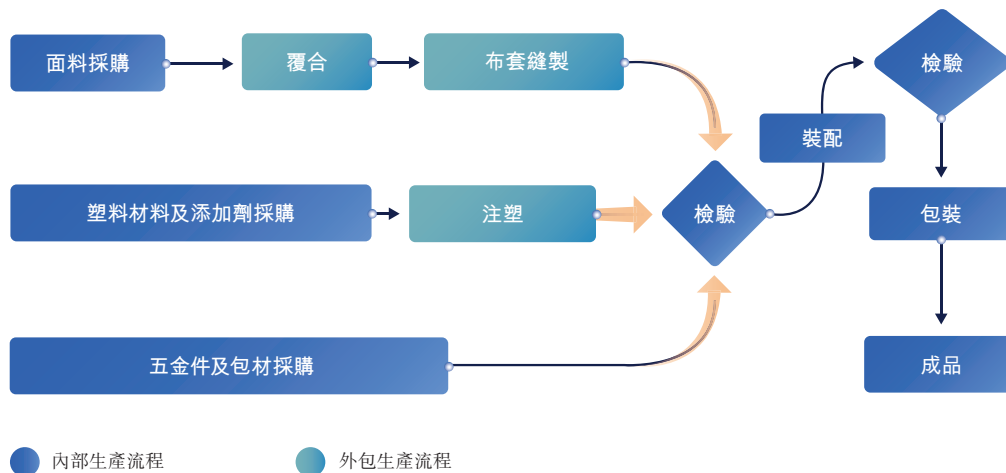 面料採購
覆合
布套縫製
檢驗
裝配
塑料材料及添加劑採購
注塑
檢驗
包裝
五金件及包材採購
成品
內部生產流程
外包生產流程